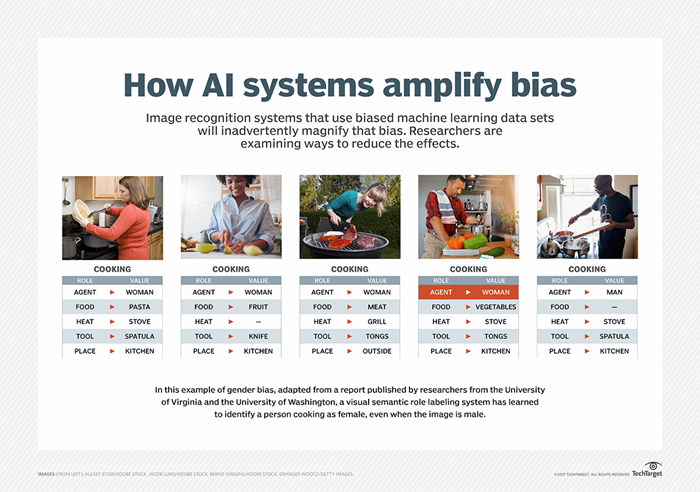 How AI systems amplify bias
Image recognition systems that use biased machine learning data sets
will inadvertently magnify that bias. Researchers are
examining ways to reduce the effects.
COOKING
ROLE VALUE
AGENT ▶ WOMAN
FOOD ▶ PASTA
HEAT ▶ STOVE
TOOL ▶ SPATULA
PLACE ▶ KITCHEN
COOKING
ROLE VALUE
AGENT ▶ WOMAN
FOOD ▶ FRUIT
HEAT ▶ —
TOOL ▶ KNIFE
PLACE ▶ KITCHEN
COOKING
ROLE VALUE
AGENT ▶ WOMAN
FOOD ▶ MEAT
HEAT ▶ GRILL
TOOL ▶ TONGS
PLACE ▶ OUTSIDE
COOKING
ROLE VALUE
AGENT ▶ WOMAN
FOOD ▶ VEGETABLES
HEAT ▶ STOVE
TOOL ▶ TONGS
PLACE ▶ KITCHEN
COOKING
ROLE VALUE
AGENT ▶ MAN
FOOD ▶ —
HEAT ▶ STOVE
TOOL ▶ SPATULA
PLACE ▶ KITCHEN
In this example of gender bias, adapted from a report published by researchers from the University
of Virginia and the University of Washington, a visual semantic role labeling system has learned
to identify a person cooking as female, even when the image is male.
IMAGES (FROM LEFT): ALEXEY STIOP/ADOBE STOCK, JACOB LUND/ADOBE STOCK, BERND JÜRGENS/ADOBE STOCK, GRANGER WOOTZ/GETTY IMAGES
©2017 TECHTARGET. ALL RIGHTS RESERVED
TechTarget